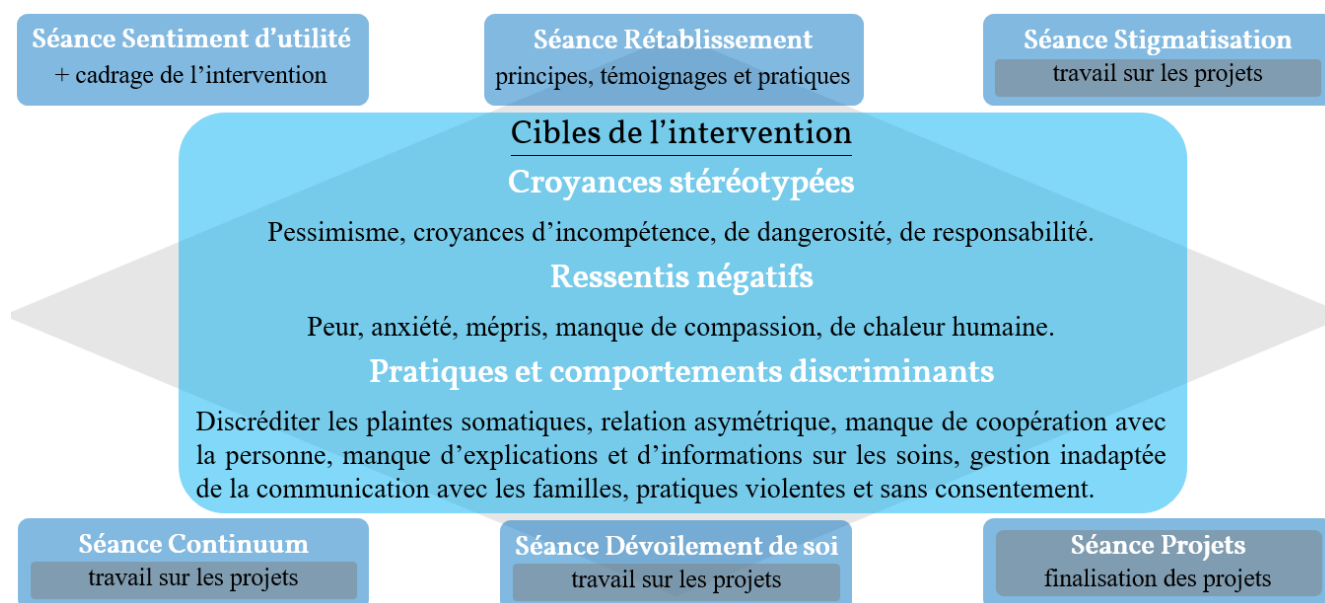 Séance Sentiment d’utilité
+ cadrage de l’intervention
Séance Rétablissement
principes, témoignages et pratiques
Séance Stigmatisation
travail sur les projets
Cibles de l’intervention
Croyances stéréotypées
Pessimisme, croyances d’incompétence, de dangerosité, de responsabilité.
Ressentis négatifs
Peur, anxiété, mépris, manque de compassion, de chaleur humaine.
Pratiques et comportements discriminants
Discréditer les plaintes somatiques, relation asymétrique, manque de coopération avec
la personne, manque d’explications et d’informations sur les soins, gestion inadaptée
de la communication avec les familles, pratiques violentes et sans consentement.
Séance Continuum
travail sur les projets
Séance Dévoilement de soi
travail sur les projets
Séance Projets
finalisation des projets